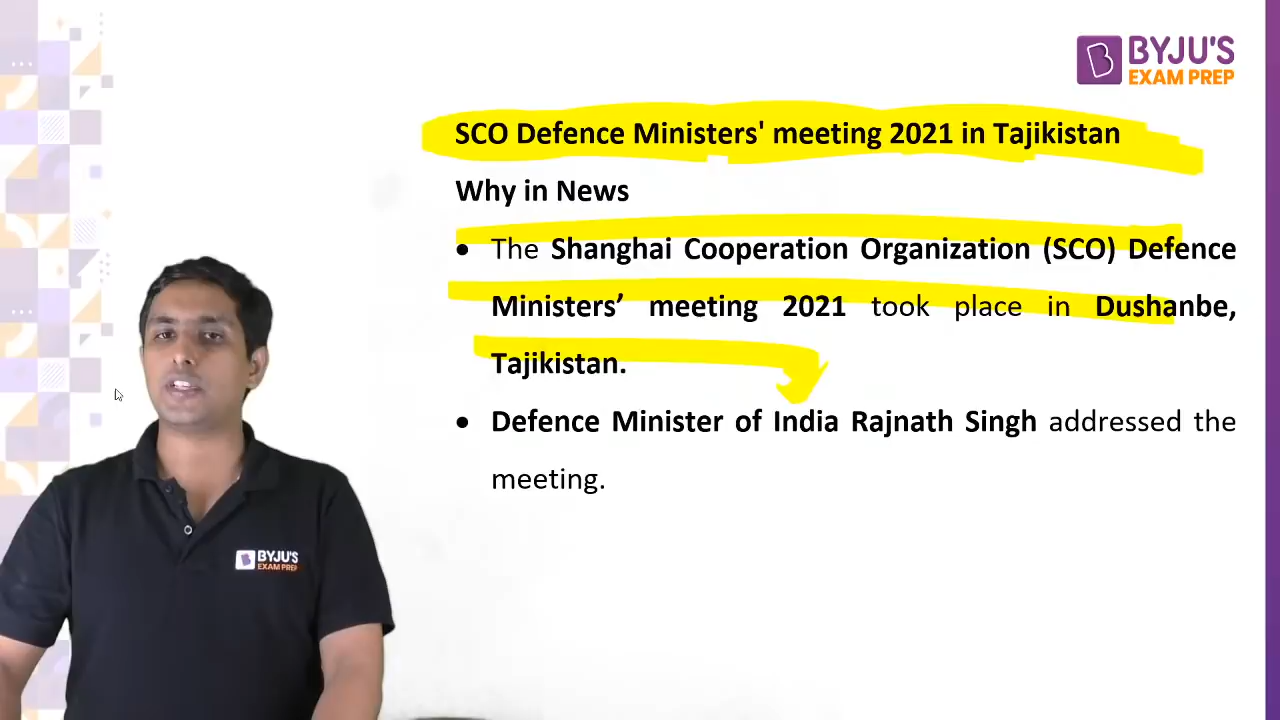 BYJU'S
EXAM PREP
SCO Defence Ministers' meeting 2021 in Tajikistan
Why in News
• The Shanghai Cooperation Organization (SCO) Defence
Ministers’ meeting 2021 took place in Dushanbe,
Tajikistan.
• Defence Minister of India Rajnath Singh addressed the
meeting.
BYJU'S
EXAM PREP